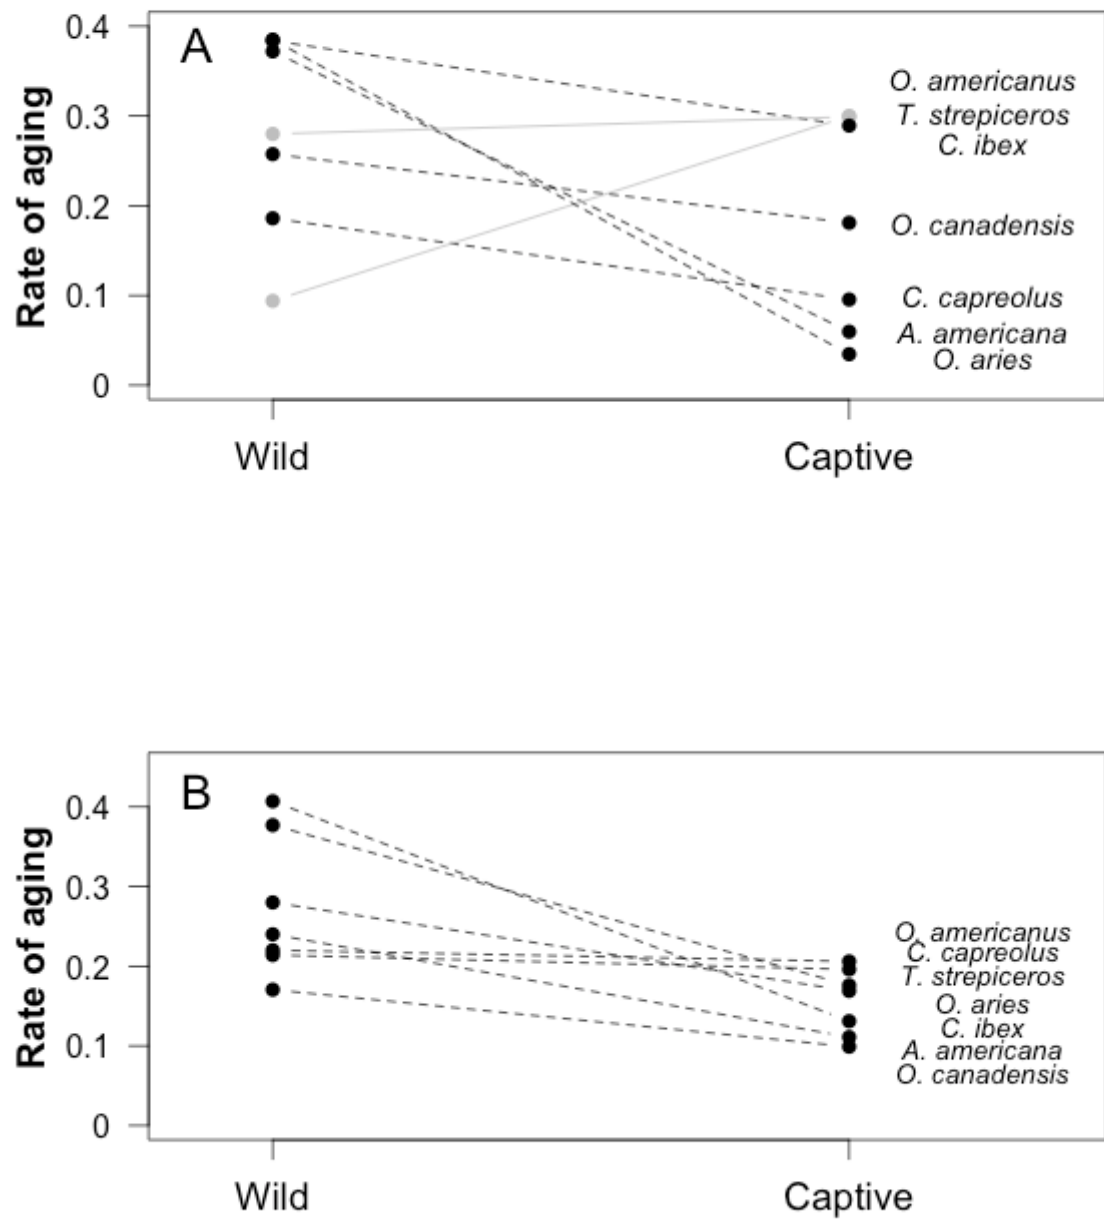 A
Rate of aging
0.4
0.3
0.2
0.1
0
O. americanus
T. strepiceros
C. ibex
O. canadensis
C. capreolus
A. americana
O. aries
Wild
Captive
B
Rate of aging
0.4
0.3
0.2
0.1
0
O. americanus
C. capreolus
T. strepiceros
O. aries
C. ibex
A. americana
O. canadensis
Wild
Captive